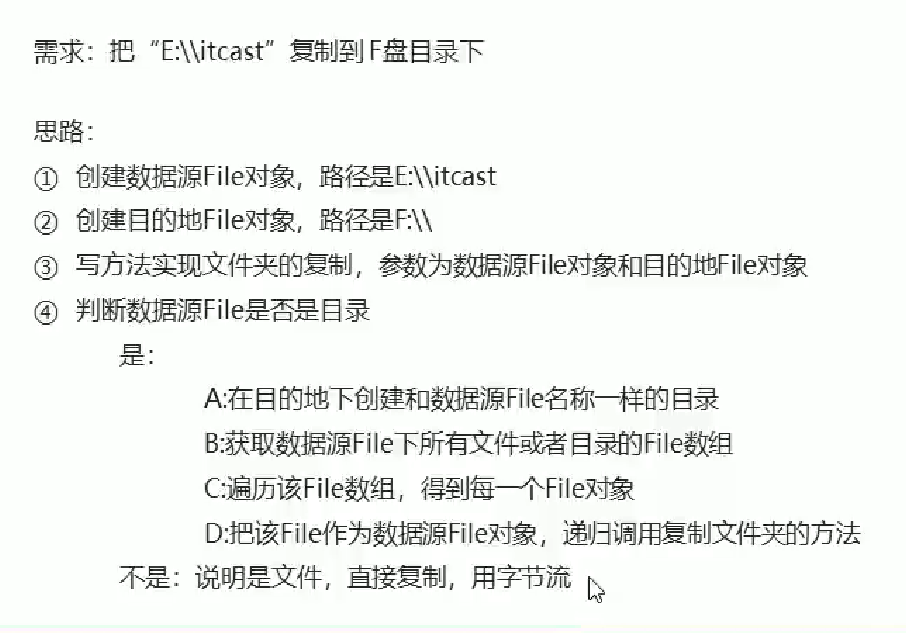 需求：把“E:\\itcast”复制到 F盘目录下
思路：
① 创建数据源File对象，路径是E:\\itcast
② 创建目的地File对象，路径是F:\\
③ 写方法实现文件夹的复制，参数为数据源File对象和目的地File对象
④ 判断数据源File是否是目录
是：
A:在目的地下创建和数据源File名称一样的目录
B:获取数据源File下所有文件或者目录的File数组
C:遍历该File数组，得到每一个File对象
D:把该File作为数据源File对象，递归调用复制文件夹的方法
不是：说明是文件，直接复制，用字节流